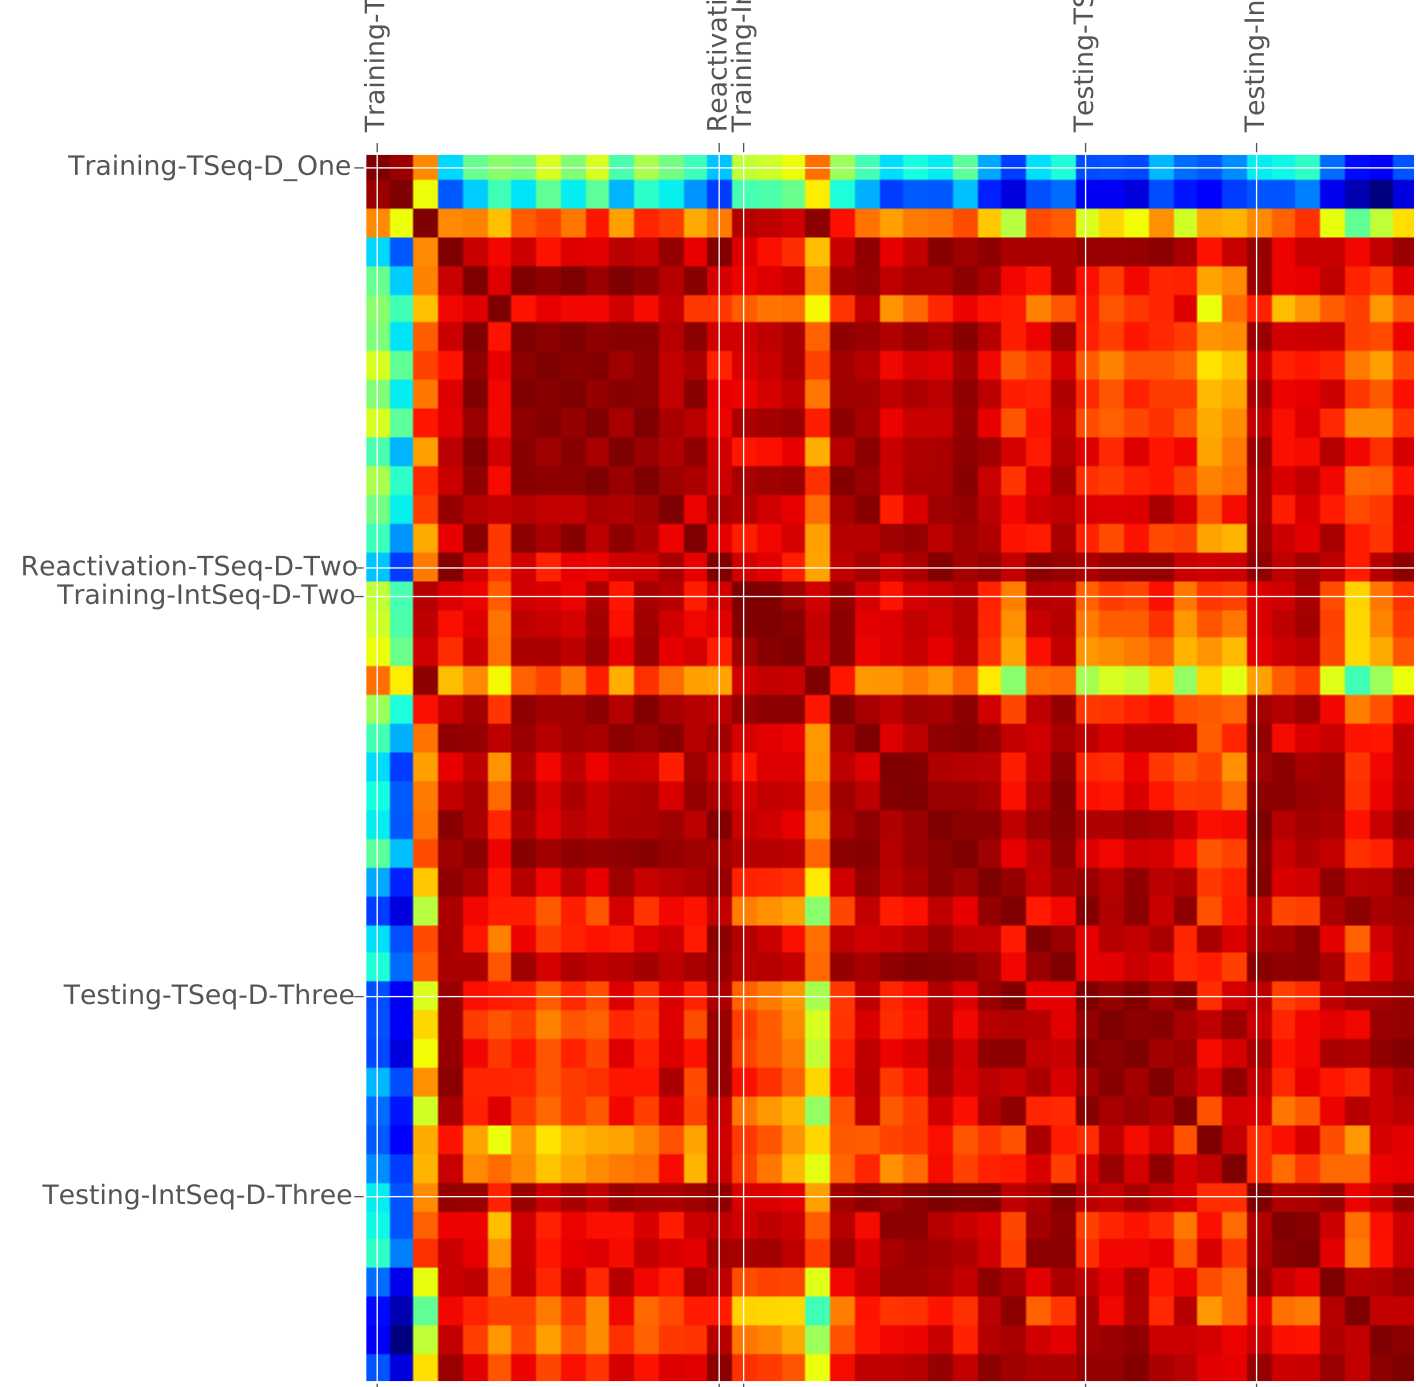 Training-T
Reactivati
Training-I
Testing-TS
Testing-In
Training-TSeq-D_One
Reactivation-TSeq-D-Two
Training-IntSeq-D-Two
Testing-TSeq-D-Three
Testing-IntSeq-D-Three